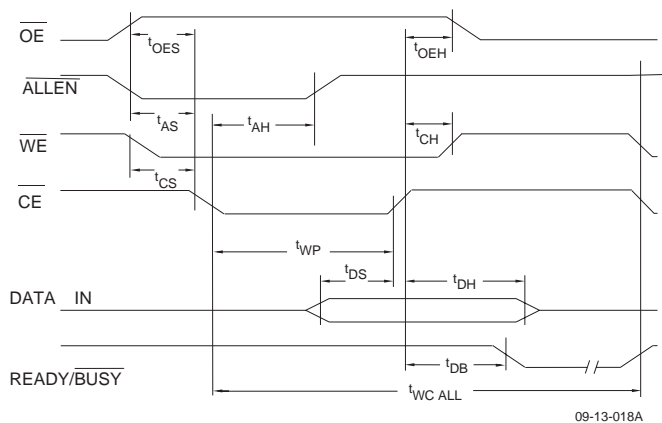 OE
tOES
tOEH
ALLEN
tAS
tAH
WE
tCH
tCS
CE
tWP
tDS
tDH
DATA IN
tDB
READY/BUSY
tWC ALL
09-13-018A